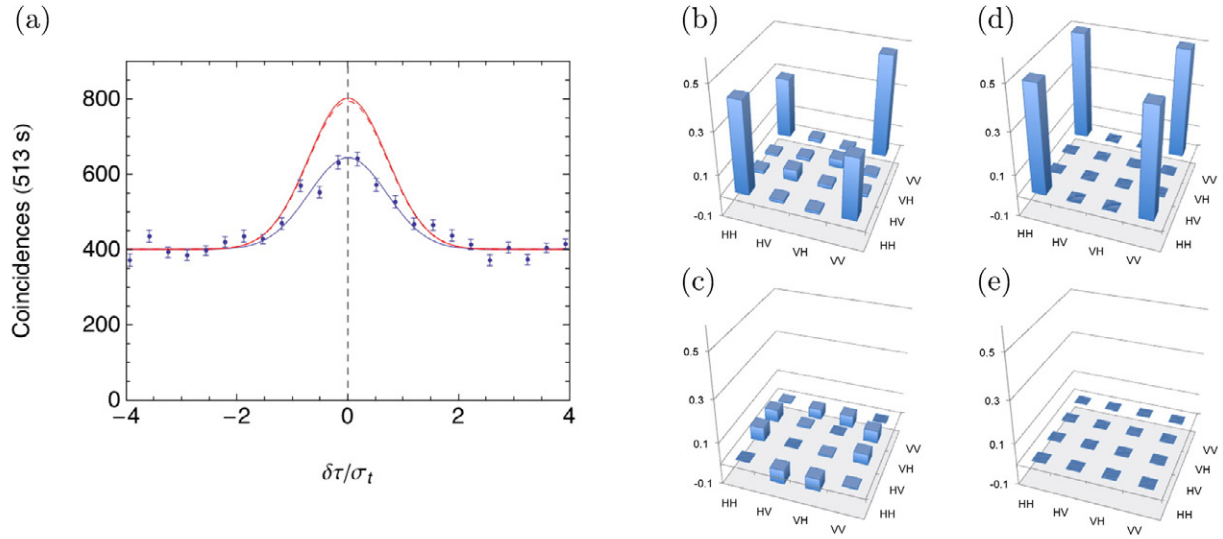 (a)
Coincidences (513 s)
800
600
400
200
0
−4
−2
0
2
4
δτ/σt
(b)
0.5
0.3
0.1
-0.1
HH
HV
VH
VV
HH
HV
VH
VV
(d)
0.5
0.3
0.1
-0.1
HH
HV
VH
VV
HH
HV
VH
VV
(c)
0.5
0.3
0.1
-0.1
HH
HV
VH
VV
HH
HV
VH
VV
(e)
0.5
0.3
0.1
-0.1
HH
HV
VH
VV
HH
HV
VH
VV